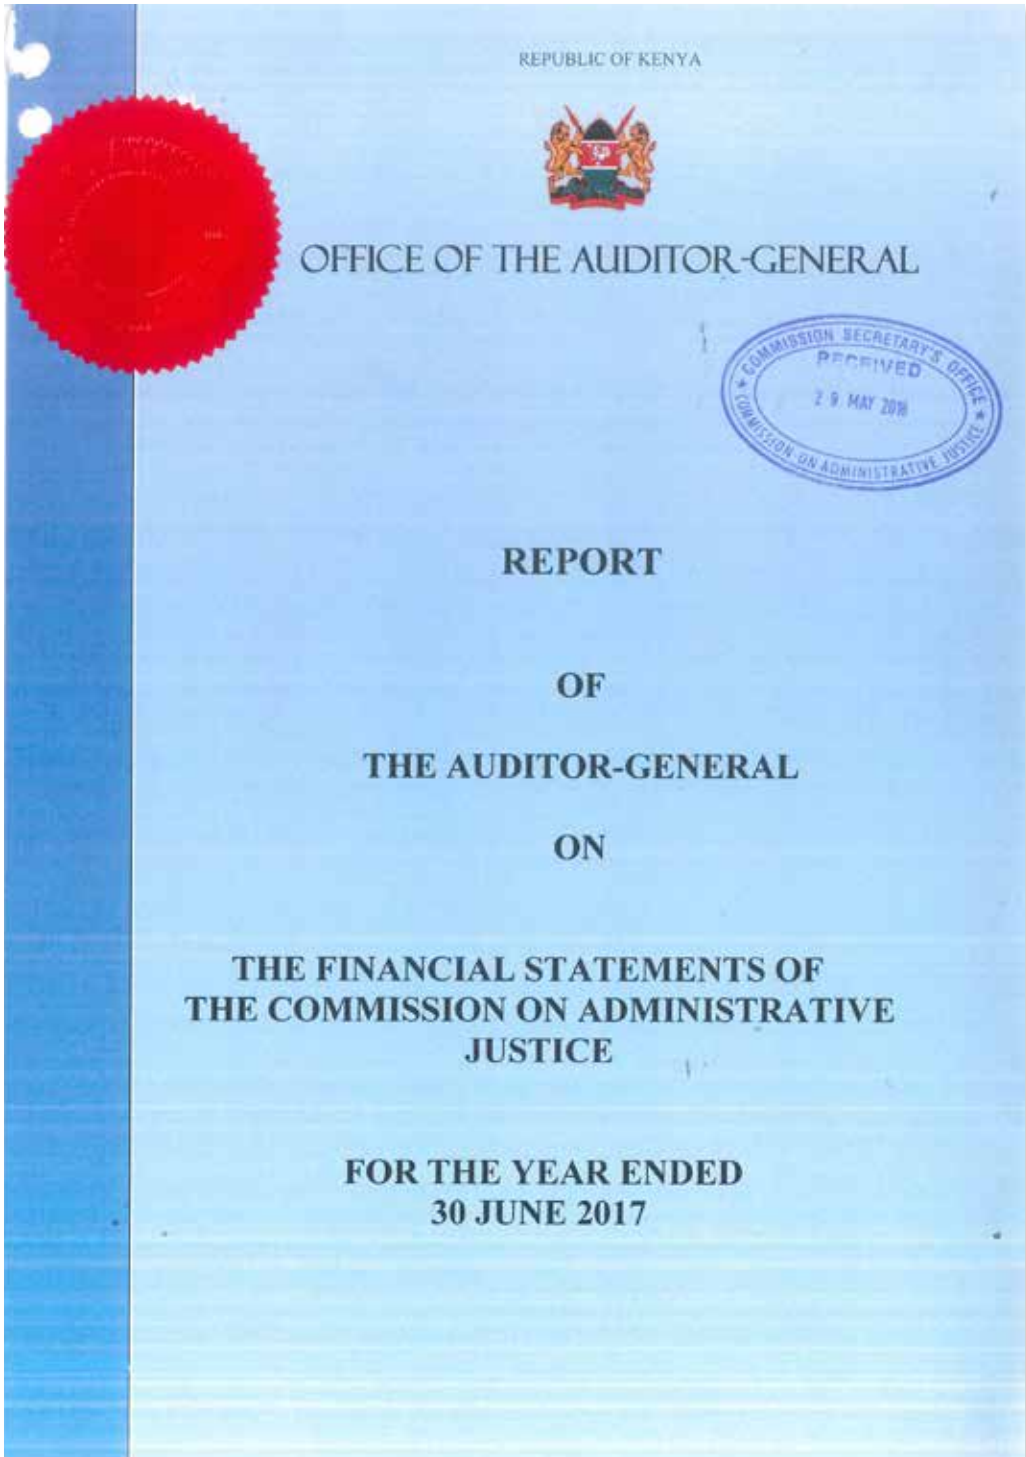 REPUBLIC OF KENYA
OFFICE OF THE AUDITOR-GENERAL
COMMISSION SECRETARY'S OFFICE
RECEIVED
29 MAY 2018
COMMISSION ON ADMINISTRATIVE JUSTICE
REPORT
OF
THE AUDITOR-GENERAL
ON
THE FINANCIAL STATEMENTS OF
THE COMMISSION ON ADMINISTRATIVE
JUSTICE
FOR THE YEAR ENDED
30 JUNE 2017